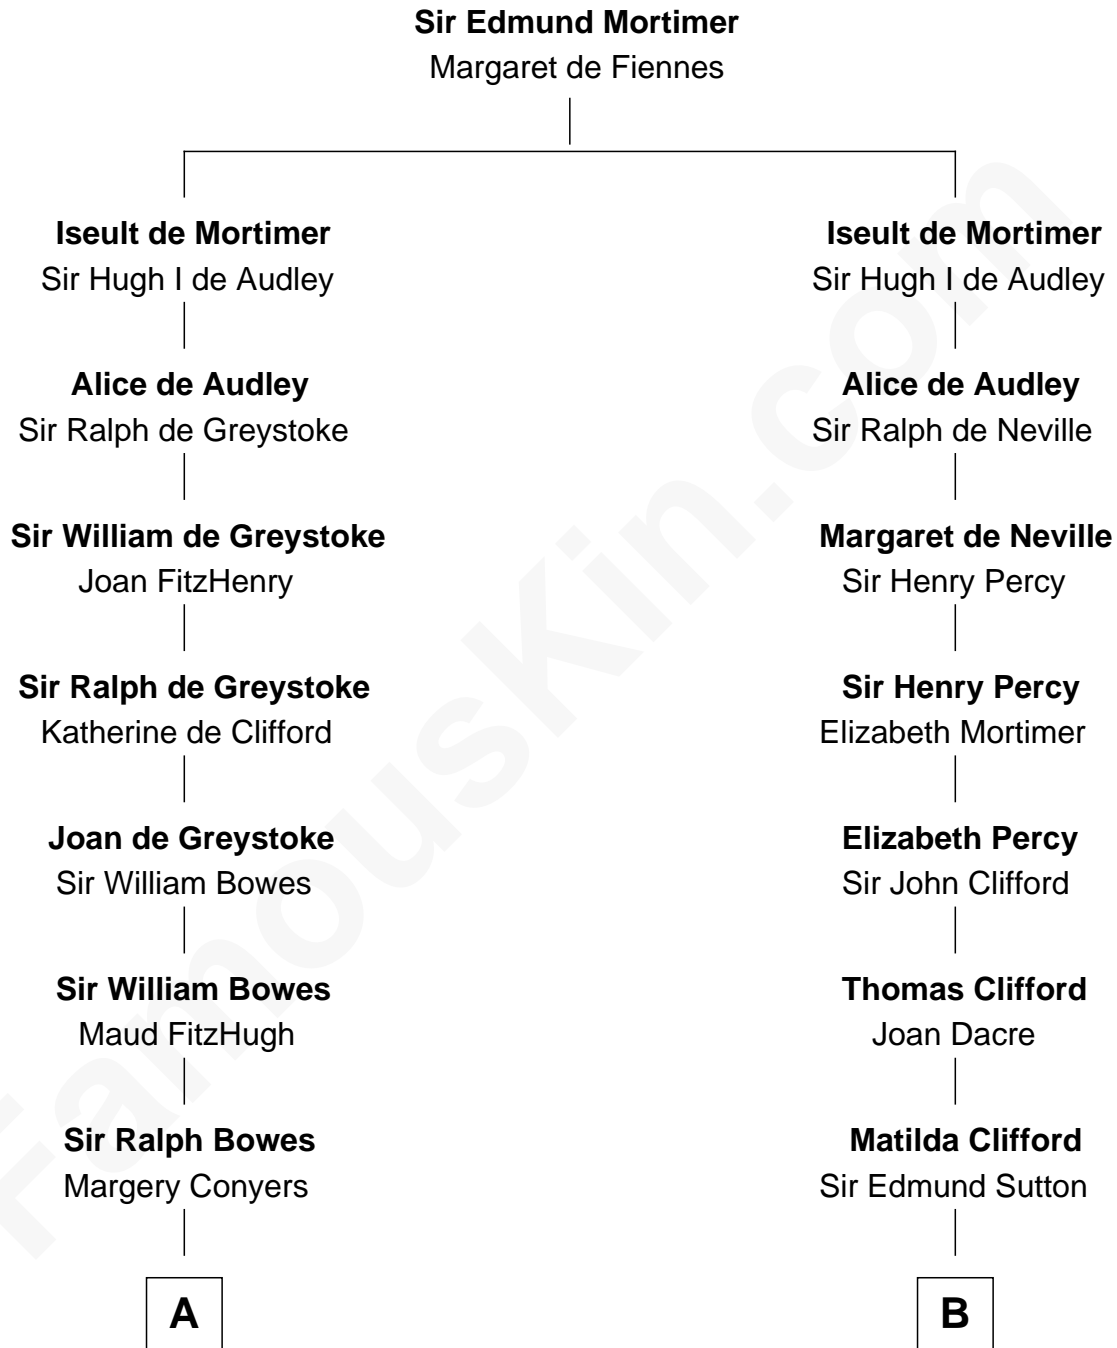 Sir Edmund Mortimer
Margaret de Fiennes
Iseult de Mortimer
Sir Hugh I de Audley
Iseult de Mortimer
Sir Hugh I de Audley
Alice de Audley
Sir Ralph de Greystoke
Alice de Audley
Sir Ralph de Neville
Sir William de Greystoke
Joan FitzHenry
Margaret de Neville
Sir Henry Percy
Sir Ralph de Greystoke
Katherine de Clifford
Sir Henry Percy
Elizabeth Mortimer
Joan de Greystoke
Sir William Bowes
Elizabeth Percy
Sir John Clifford
Sir William Bowes
Maud FitzHugh
Thomas Clifford
Joan Dacre
Sir Ralph Bowes
Margery Conyers
Matilda Clifford
Sir Edmund Sutton
A
B
FamousKin.com